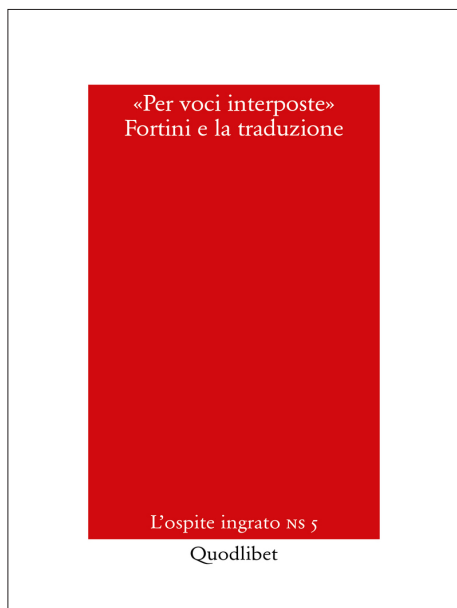 «Per voci interposte»
Fortini e la traduzione
L’ospite ingrato NS 5
Quodlibet